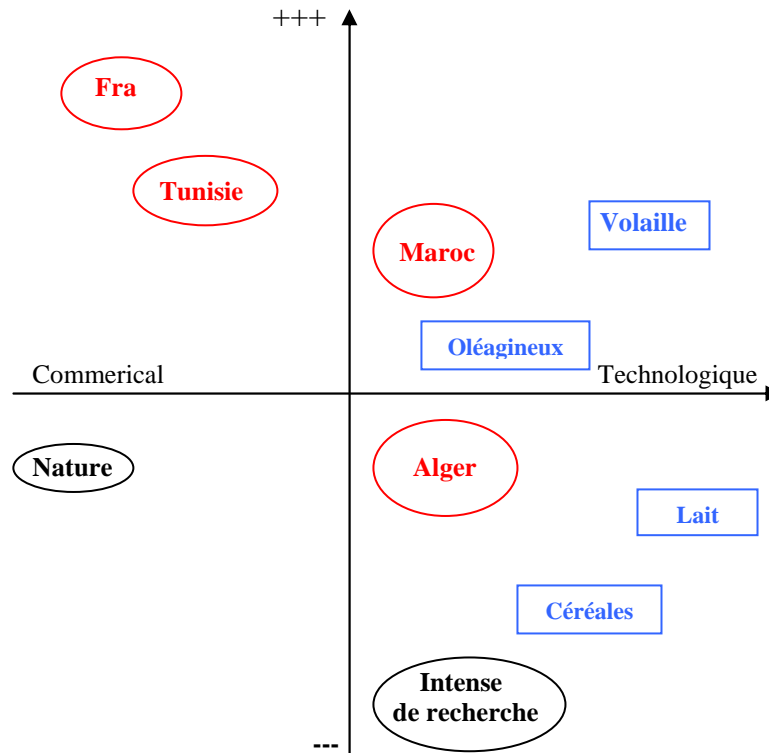 +++
Fra
Tunisie
Volaille
Maroc
Oléagineux
Commerical
Technologique
Nature
Alger
Lait
Céréales
Intense
de recherche
---